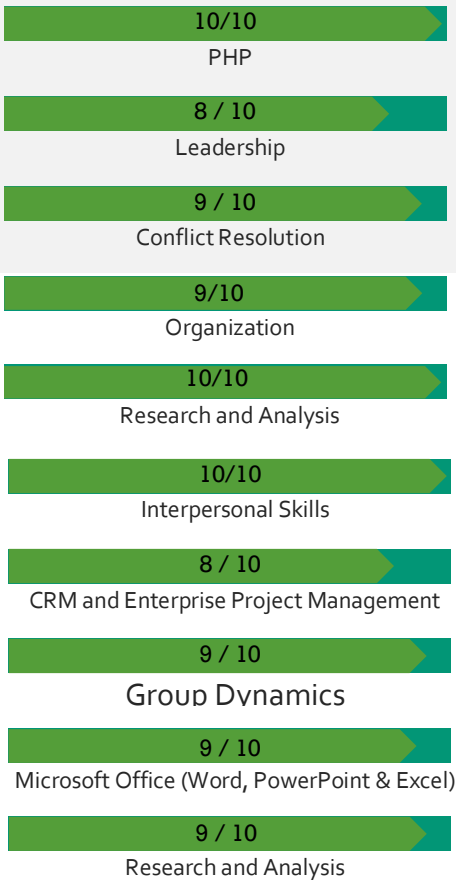 10/10
PHP
8 / 10
Leadership
9 / 10
Conflict Resolution
9/10
Organization
10/10
Research and Analysis
10/10
Interpersonal Skills
8 / 10
CRM and Enterprise Project Management
9 / 10
Group Dynamics
9 / 10
Microsoft Office (Word, PowerPoint & Excel)
9 / 10
Research and Analysis